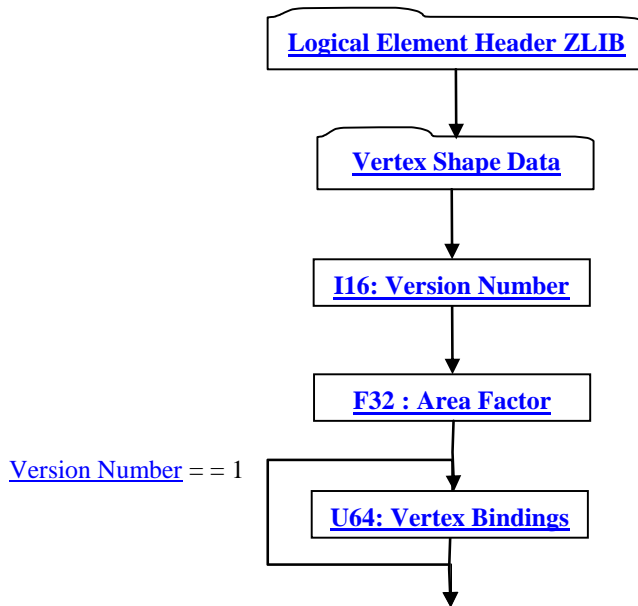 Logical Element Header ZLIB
Vertex Shape Data
I16: Version Number
F32 : Area Factor
Version Number = = 1
U64: Vertex Bindings